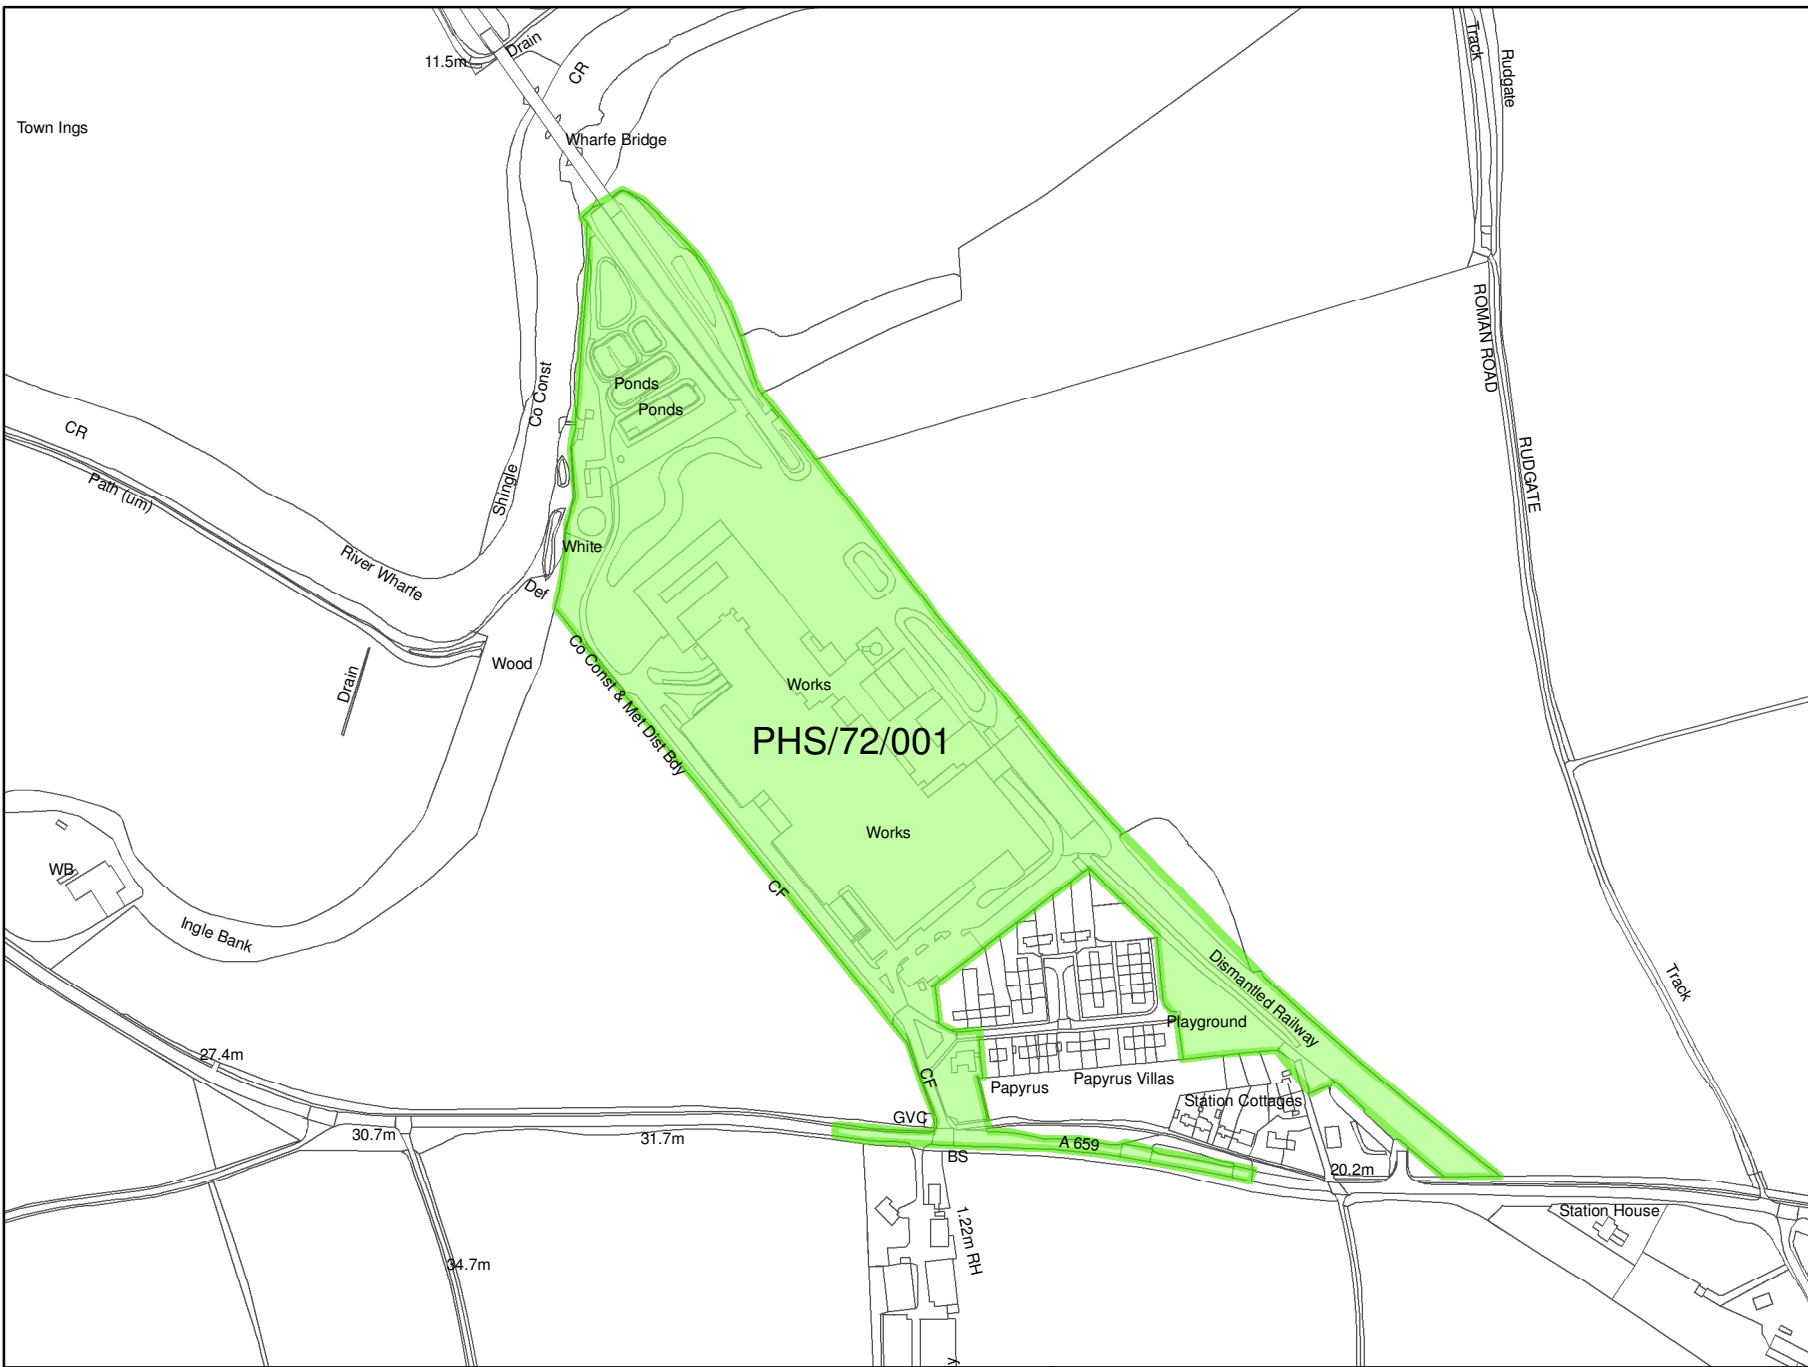 Drain
11.5m
CR
Track
Rudgate
Town Ings
Wharfe Bridge
ROMAN ROAD
Co Const
Ponds
Ponds
CR
Path (um)
Shingle
RUDGATE
White
River Wharfe
Def
Wood
Co Const & Met Dist Bdy
Drain
Works
PHS/72/001
Works
WB
CF
Ingle Bank
Dismantled Railway
Track
Playground
27.4m
CF
Papyrus
Papyrus Villas
Station Cottages
GVC
30.7m
31.7m
A 659
BS
20.2m
Station House
1.22m RH
34.7m